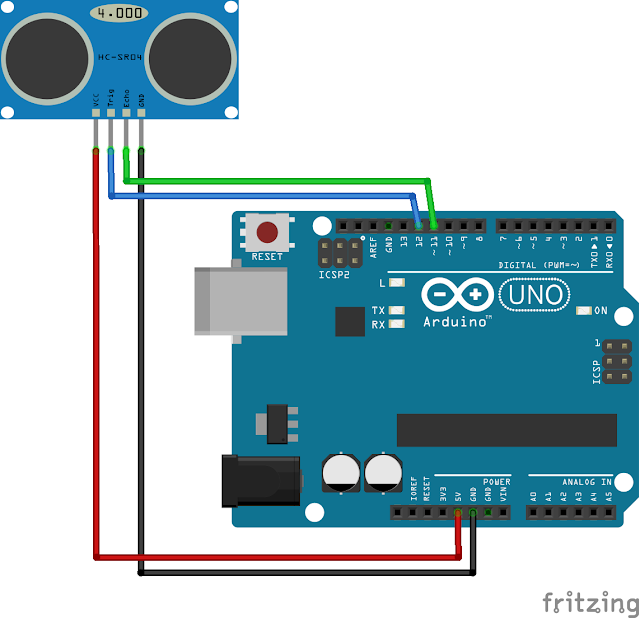 4.000
HC-SR04
VCC
Trig
Echo
GND
RESET
ICSP2
AREF
GND
13
12
~11
~10
~9
8
7
~6
~5
4
~3
2
TX0▶1
RX0◀0
DIGITAL (PWM=~)
L
TX
RX
Arduino™
UNO
ON
1
ICSP
POWER
ANALOG IN
IOREF
RESET
3V3
5V
GND
GND
VIN
A0
A1
A2
A3
A4
A5
fritzing